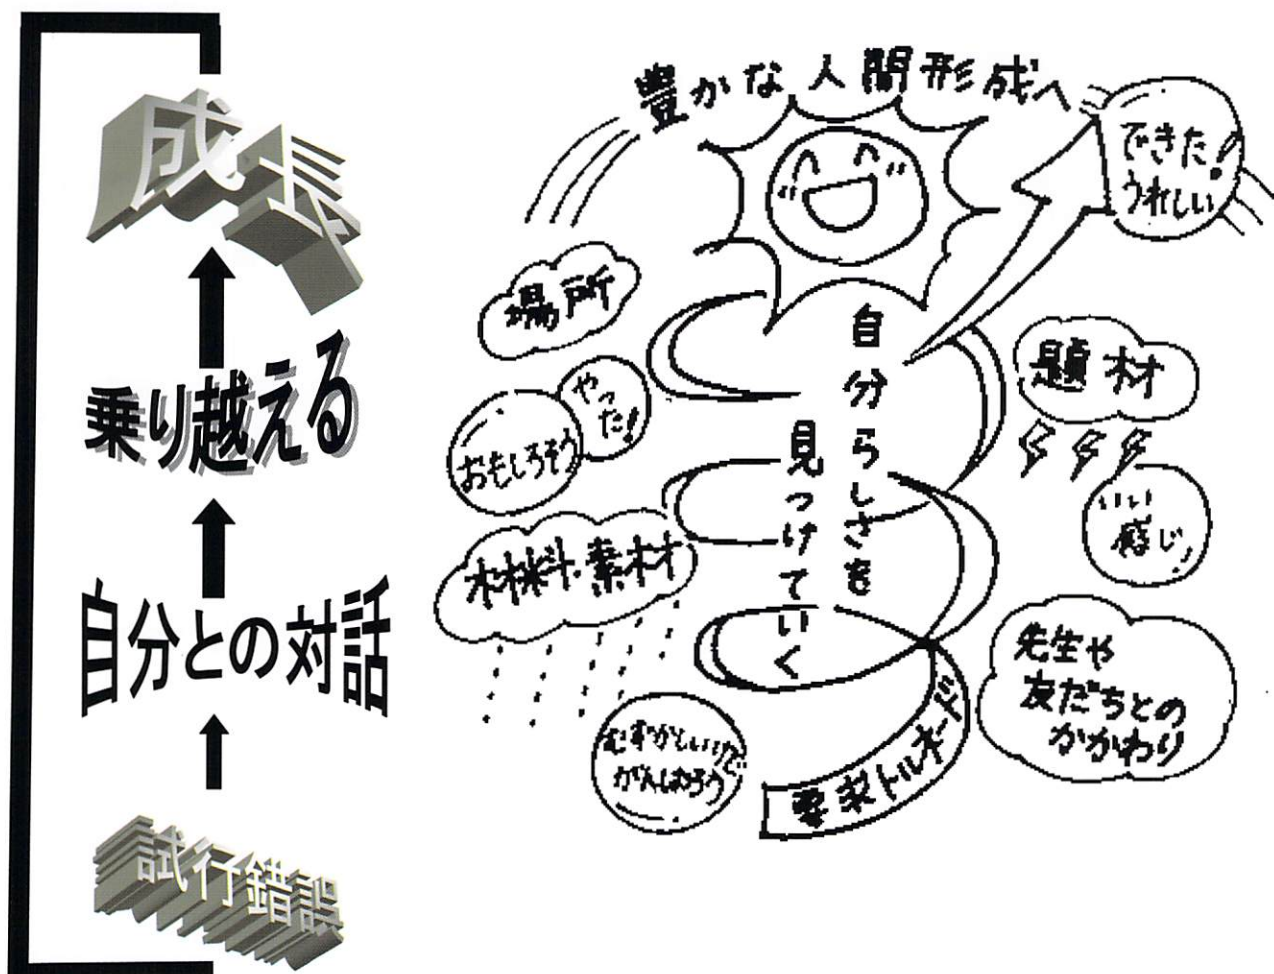 成長
乗り越える
自分との対話
試行錯誤
豊かな人間形成へ
できた!
うれしい
場所
自分らしさを
見つけていく
題材
やっ
た!
おもしろそう
いい
感じ
材料・素材
先生や
友だちとの
かかわり
むずかしいけど
がんばろう
要求トルネード